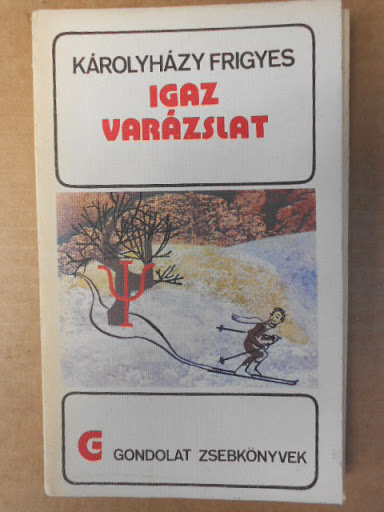 KÁROLYHÁZY FRIGYES
IGAZ
VARÁZSLAT
Ψ
G GONDOLAT ZSEBKÖNYVEK